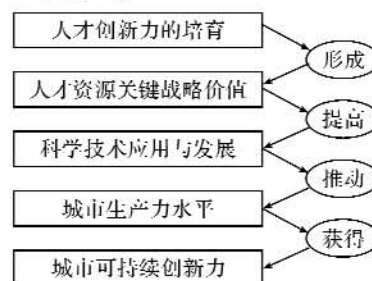 人才创新力的培育
形成
人才资源关键战略价值
提高
科学技术应用与发展
推动
城市生产力水平
获得
城市可持续创新力